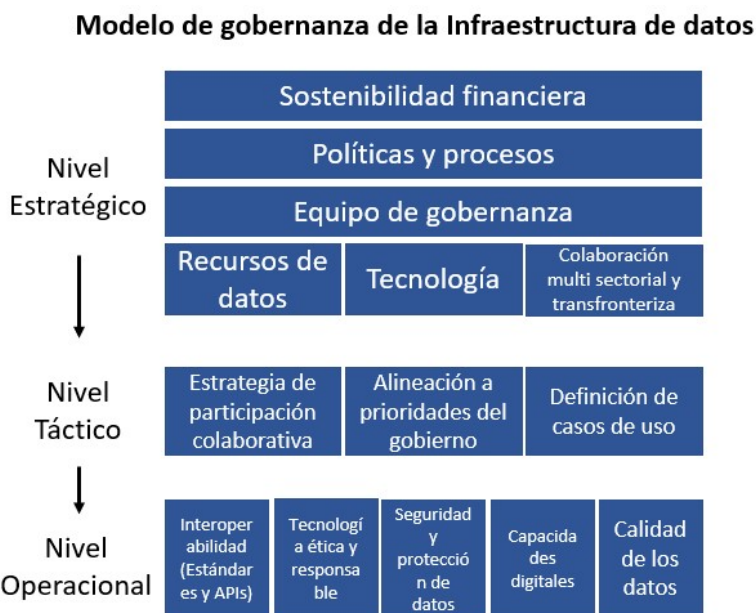 Modelo de gobernanza de la Infraestructura de datos
Nivel
Estratégico
Sostenibilidad financiera
Políticas y procesos
Equipo de gobernanza
Recursos de
datos
Tecnología
Colaboración
multi sectorial y
transfronteriza
Nivel
Táctico
Estrategia de
participación
colaborativa
Alineación a
prioridades del
gobierno
Definición de
casos de uso
Nivel
Operacional
Interoper
abilidad
(Estándar
es y APIs)
Tecnologí
a ética y
responsa
ble
Seguridad
y
protecció
n de
datos
Capacida
des
digitales
Calidad
de los
datos